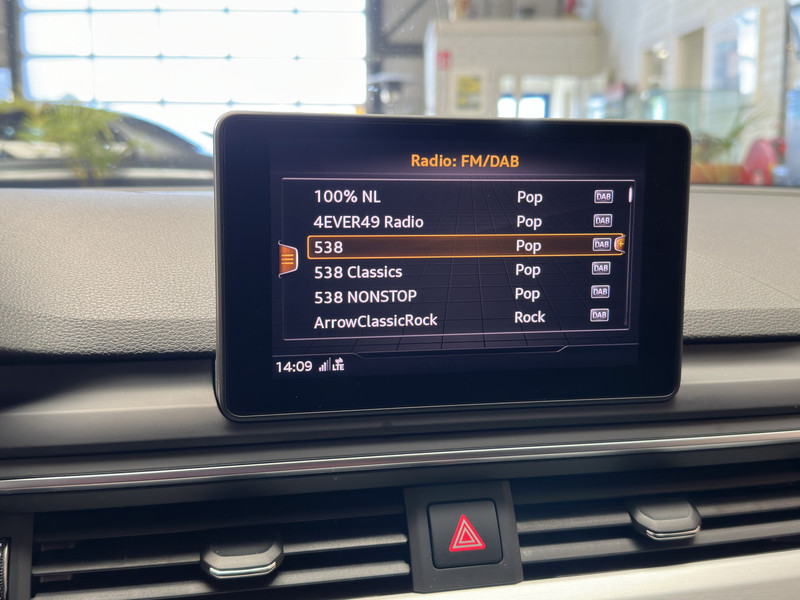 Radio: FM/DAB
100% NL Pop DAB
4EVER49 Radio Pop DAB
538 Pop DAB
538 Classics Pop DAB
538 NONSTOP Pop DAB
ArrowClassicRock Rock DAB
14:09 LTE